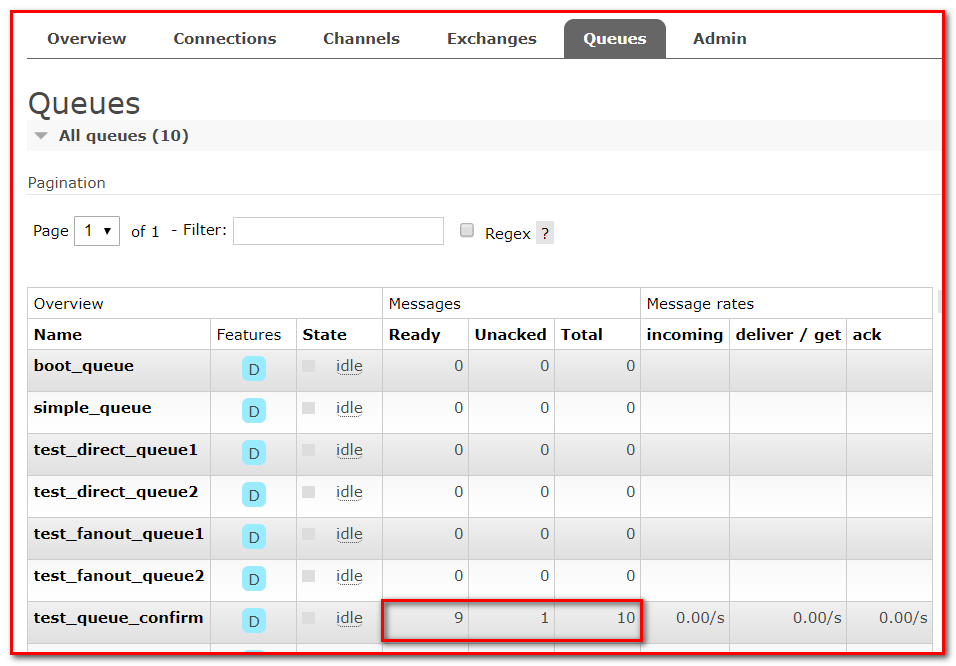 Overview Connections Channels Exchanges Queues Admin
Queues
▼ All queues (10)
Pagination
Page 1 ▼ of 1 - Filter: Regex ?
Overview Messages Message rates
Name Features State Ready Unacked Total incoming deliver / get ack
boot_queue D idle 0 0 0
simple_queue D idle 0 0 0
test_direct_queue1 D idle 0 0 0
test_direct_queue2 D idle 0 0 0
test_fanout_queue1 D idle 0 0 0
test_fanout_queue2 D idle 0 0 0
test_queue_confirm D idle 9 1 10 0.00/s 0.00/s 0.00/s